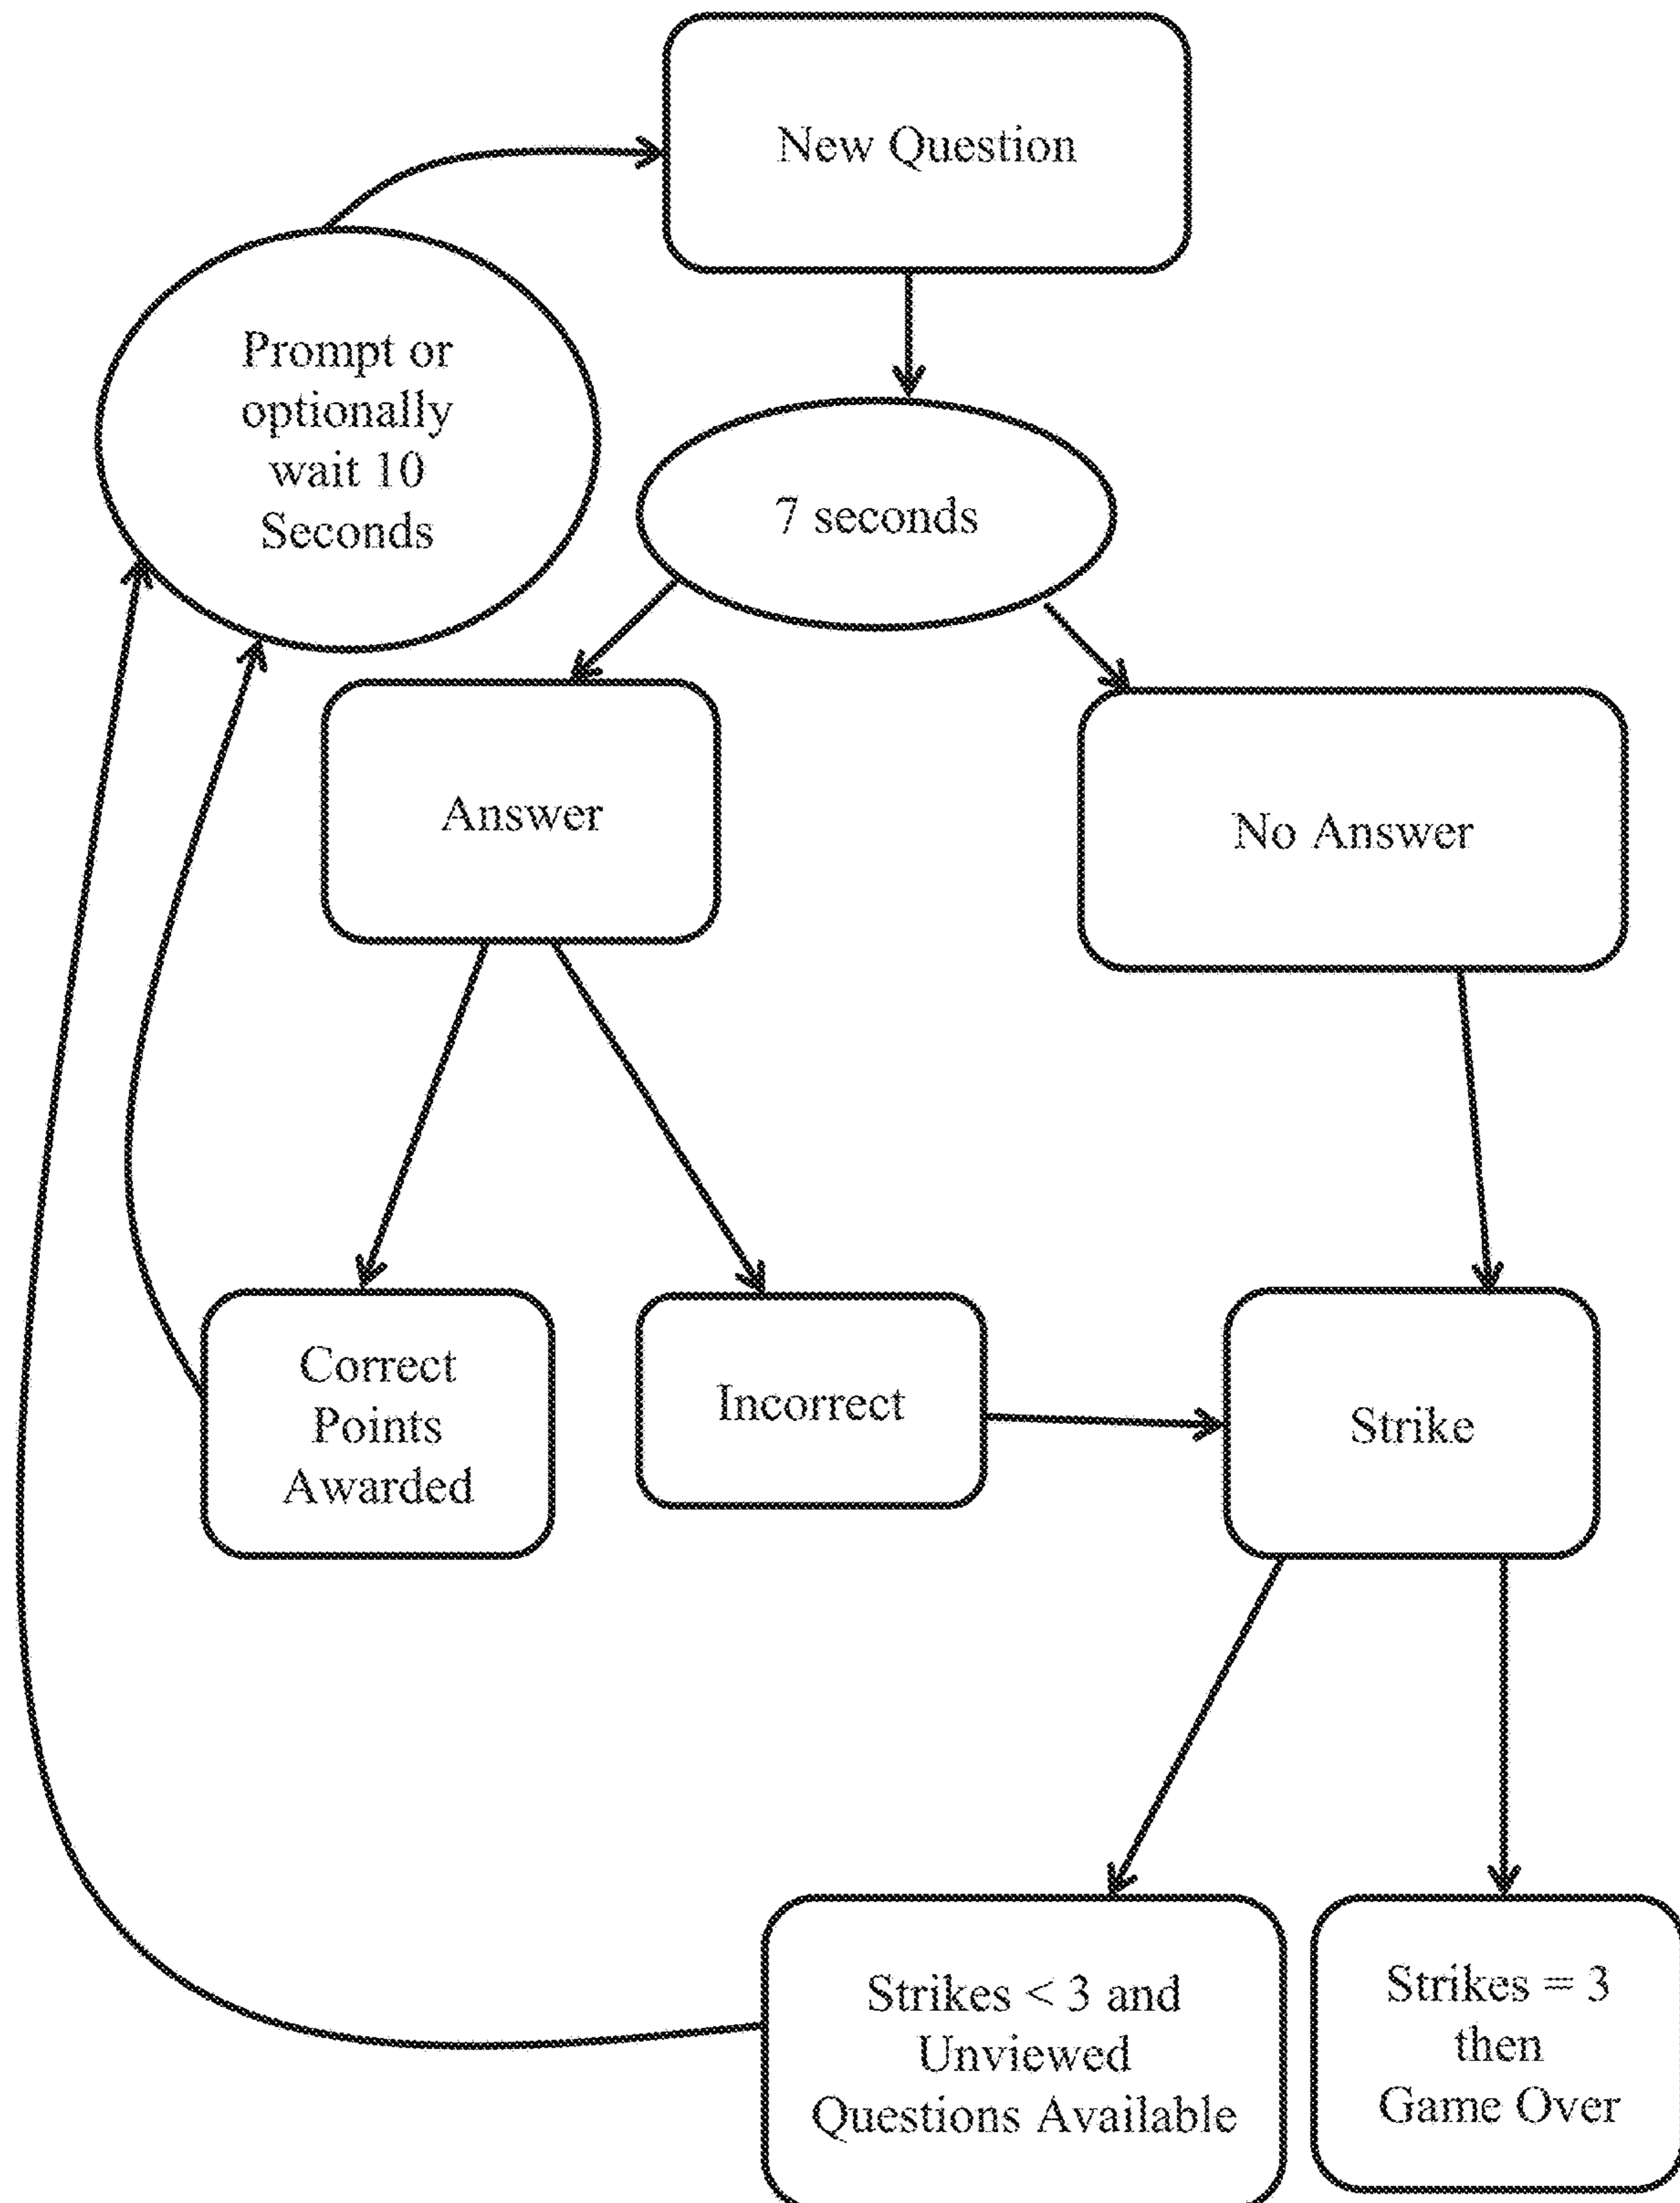 New Question
Prompt or
optionally
wait 10
Seconds
7 seconds
Answer
No Answer
Correct
Points
Awarded
Incorrect
Strike
Strikes < 3 and
Unviewed
Questions Available
Strikes = 3
then
Game Over